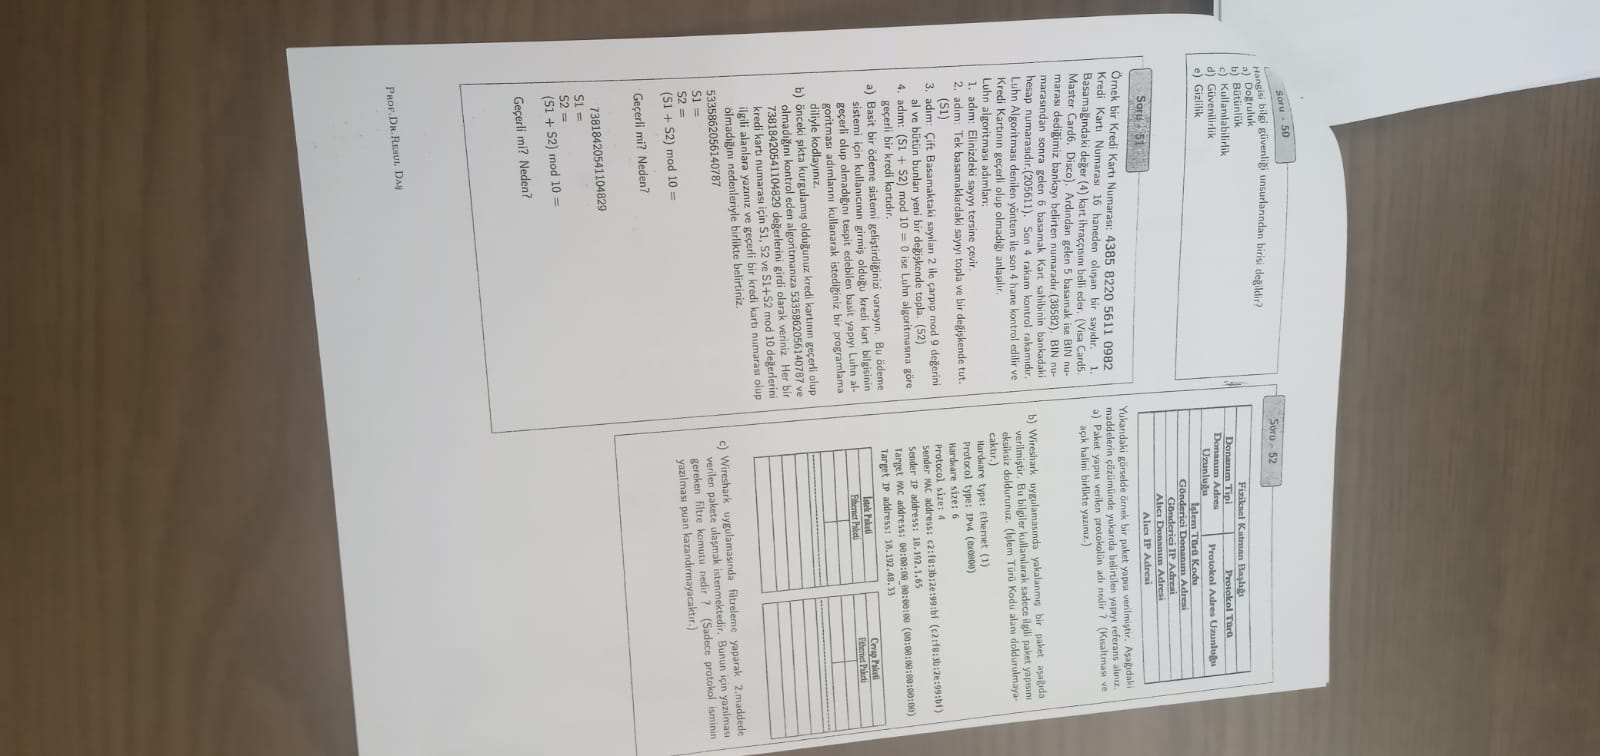 Soru - 50
Hangisi bilgi güvenliği unsurlarından birisi değildir?
a) Doğruluk
b) Bütünlük
c) Kullanılabilirlik
d) Güvenilirlik
e) Gizlilik
Soru - 51
Örnek bir Kredi Kartı Numarası: 4385 8220 5611 0982
Kredi Kartı Numarası 16 haneden oluşan bir sayıdır. 1.
Basamağındaki değer (4) kart ihraççısını belli eder. (Visa Card5.
Master Card6. Disco). Ardından gelen 5 basamak ise BIN nu-
marası dediğimiz bankayı belirten numaradır.(38582). BIN nu-
marasından sonra gelen 6 basamak Kart sahibinin bankadaki
hesap numarasıdır.(205611). Son 4 rakam kontrol rakamıdır.
Luhn Algoritması denilen yöntem ile son 4 hane kontrol edilir ve
Kredi Kartının geçerli olup olmadığı anlaşılır.
Luhn algoritması adımları:
1. adım: Elinizdeki sayıyı tersine çevir.
2. adım: Tek basamaklardaki sayıyı topla ve bir değişkende tut.
(S1)
3. adım: Çift Basamaktaki sayıları 2 ile çarpıp mod 9 değerini
al ve bütün bunları yeni bir değişkende topla. (S2)
4. adım: (S1 + S2) mod 10 = 0 ise Luhn algoritmasına göre
geçerli bir kredi kartıdır.
a) Basit bir ödeme sistemi geliştirdiğinizi varsayın. Bu ödeme
sistemi için kullanıcının girmiş olduğu kredi kart bilgisinin
geçerli olup olmadığını tespit edebilen basit yapıyı Luhn al-
goritması adımlarını kullanarak istediğiniz bir programlama
diliyle kodlayınız.
b) önceki şıkta kurgulamış olduğunuz kredi kartının geçerli olup
olmadığını kontrol eden algoritmanıza 5335862056140787 ve
73818420541104829 değerlerini girdi olarak veriniz. Her bir
kredi kartı numarası için S1, S2 ve S1+S2 mod 10 değerlerini
ilgili alanlara yazınız ve geçerli bir kredi kartı numarası olup
olmadığını nedenleriyle birlikte belirtiniz.
5335862056140787
S1 =
S2 =
(S1 + S2) mod 10 =
Geçerli mi? Neden?
73818420541104829
S1 =
S2 =
(S1 + S2) mod 10 =
Geçerli mi? Neden?
PROF.DR.RESUL DAŞ
Soru - 52
Fiziksel Katman Başlığı
Donanım Tipi Protokol Türü
Donanım Adres Uzunluğu Protokol Adres Uzunluğu
İşlem Türü Kodu
Gönderici Donanım Adresi
Gönderici IP Adresi
Alıcı Donanım Adresi
Alıcı IP Adresi
Yukarıdaki görselde örnek bir paket yapısı verilmiştir. Aşağıdaki
maddelerin çözümünde yukarıda belirtilen yapıyı referans alınız.
a) Paket yapısı verilen protokolün adı nedir ? (Kısaltması ve
açık halini birlikte yazınız.)
b) Wireshark uygulamasında yakalanmış bir paket aşağıda
verilmiştir. Bu bilgiler kullanılarak sadece ilgili paket yapısını
eksiksiz doldurunuz. (İşlem Türü Kodu alanı doldurulmaya-
caktır.)
Hardware type: Ethernet (1)
Protocol type: IPv4 (0x0800)
Hardware size: 6
Protocol size: 4
Sender MAC address: c2:f8:3b:2e:99:bf (c2:f8:3b:2e:99:bf)
Sender IP address: 10.192.1.65
Target MAC address: 00:00:00_00:00:00 (00:00:00:00:00:00)
Target IP address: 10.192.48.33
İstek Paketi
Ethernet Paketi
Cevap Paketi
Ethernet Paketi
c) Wireshark uygulamasında filtreleme yaparak 2.maddede
verilen pakete ulaşmak istenmektedir. Bunun için yazılması
gereken filtre komutu nedir ? (Sadece protokol isminin
yazılması puan kazandırmayacaktır.)